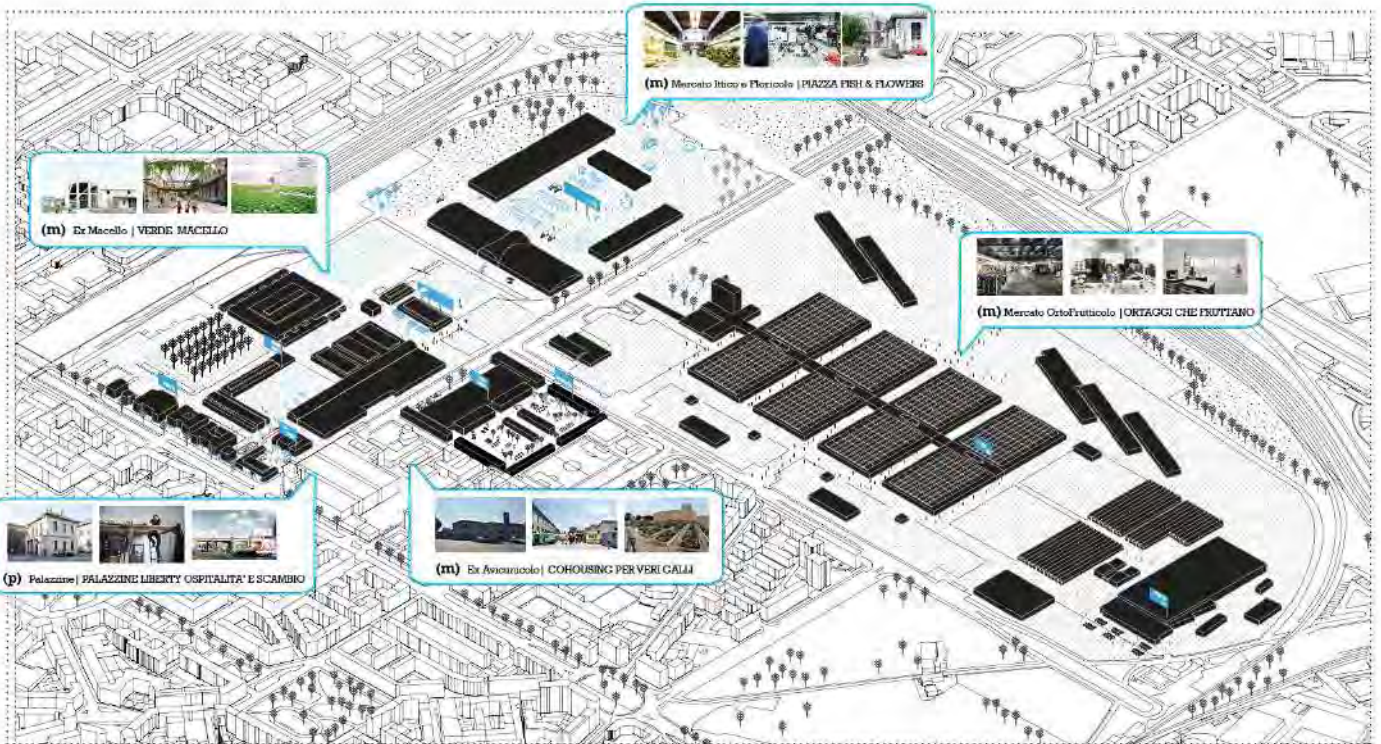 (m) Mercato Ittico e Floricolo | PIAZZA FISH & FLOWERS
(m) Ex Macello | VERDE MACELLO
(m) Mercato OrtoFrutticolo | ORTAGGI CHE FRUTTANO
(p) Palazzine | PALAZZINE LIBERTY OSPITALITA' E SCAMBIO
(m) Ex Avicunicolo | COHOUSING PER VERI GALLI